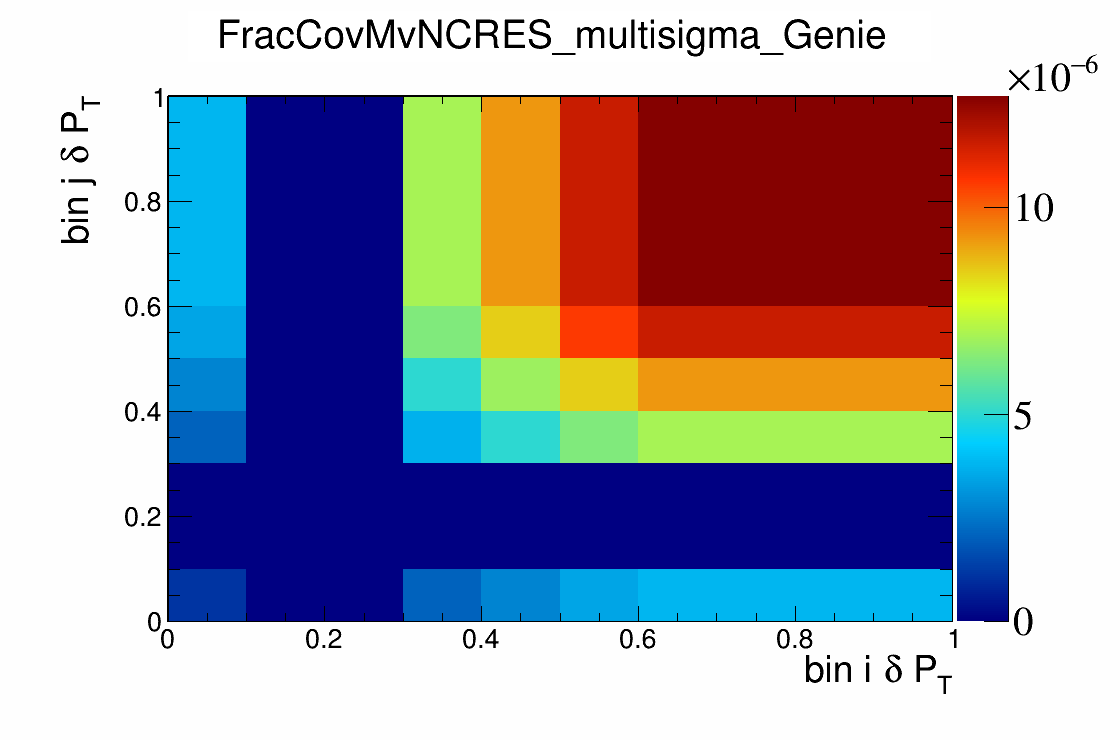 FracCovMvNCRES_multisigma_Genie
×10⁻⁶
bin j δ P_T
1
0.8
0.6
0.4
0.2
0
10
5
0
0 0.2 0.4 0.6 0.8 1
bin i δ P_T